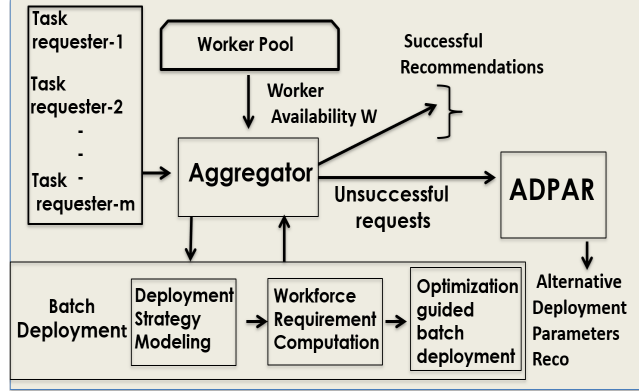 Task
requester-1
Task
requester-2
-
-
-
Task
requester-m
Worker Pool
Worker
Availability W
Successful
Recommendations
Aggregator
Unsuccessful
requests
ADPAR
Batch
Deployment
Deployment
Strategy
Modeling
Workforce
Requirement
Computation
Optimization
guided
batch
deployment
Alternative
Deployment
Parameters
Reco